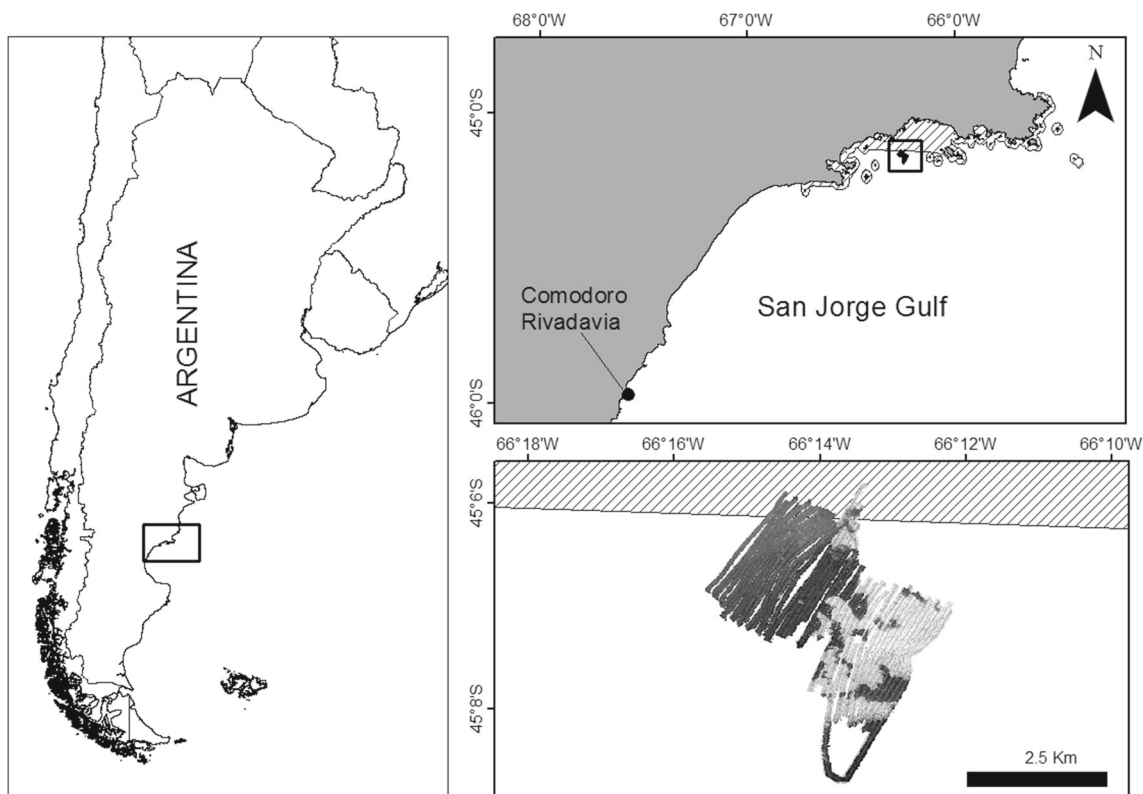 ARGENTINA
68°0'W 67°0'W 66°0'W
N
45°0'S
46°0'S
Comodoro
Rivadavia
San Jorge Gulf
66°18'W 66°16'W 66°14'W 66°12'W 66°10'W
45°6'S
45°8'S
2.5 Km